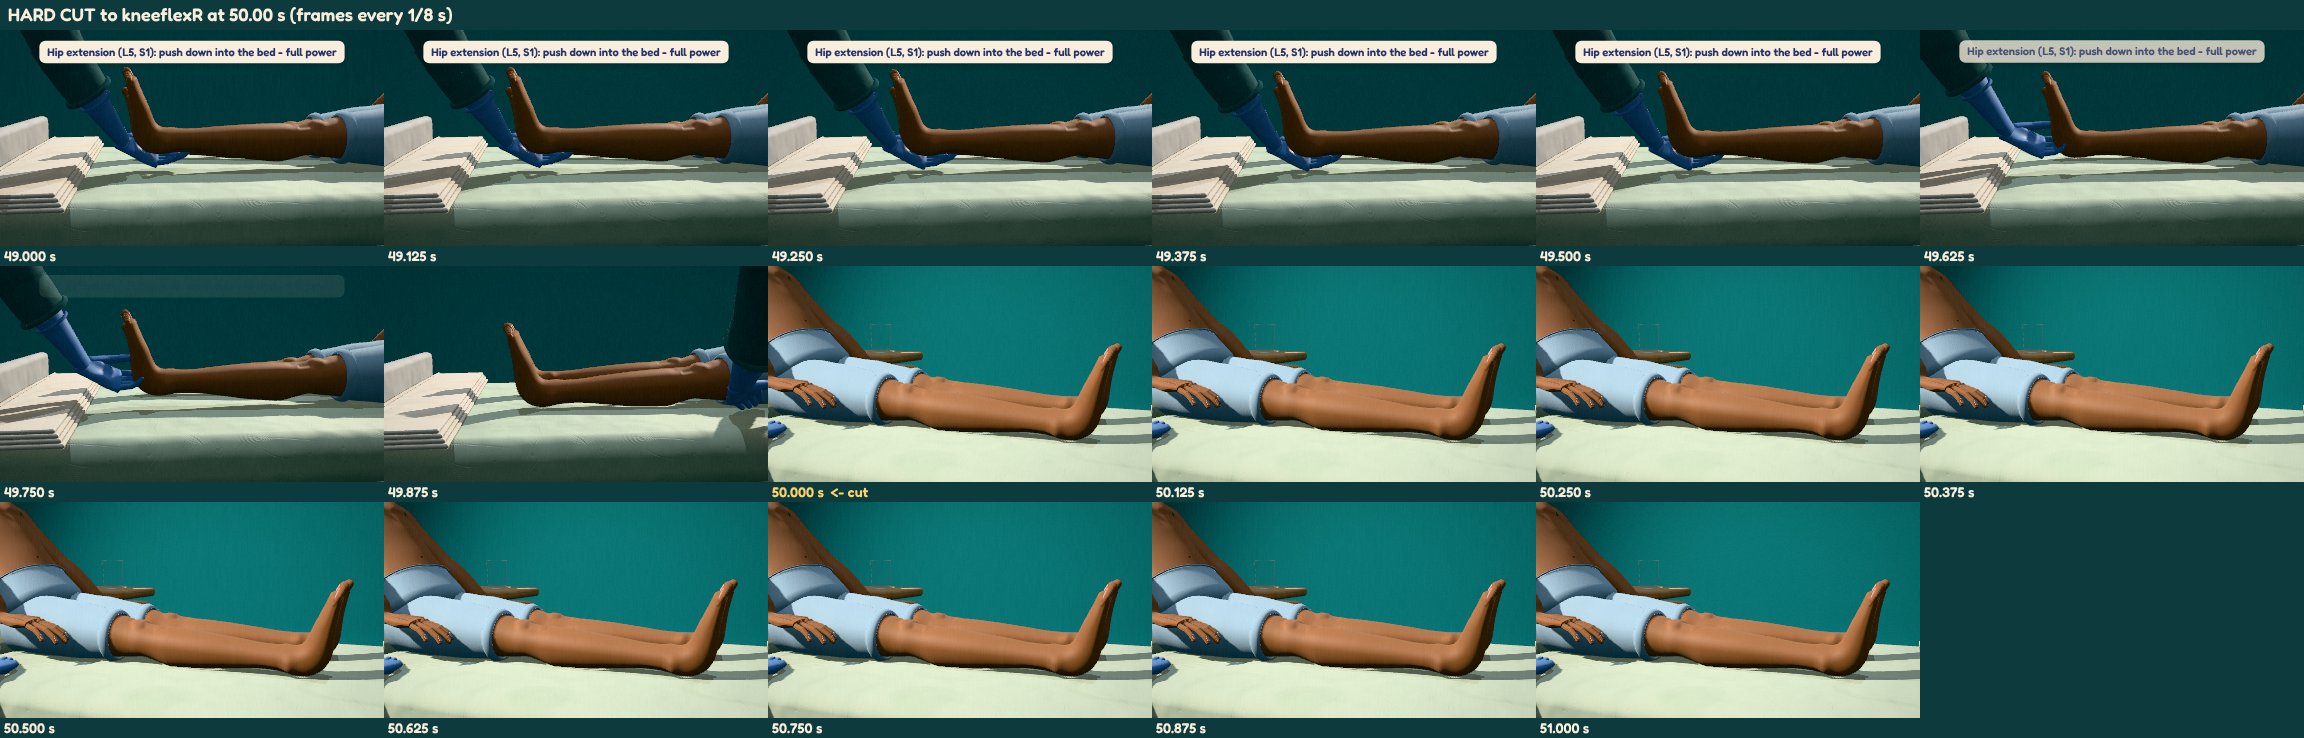 HARD CUT to kneeflexR at 50.00 s (frames every 1/8 s)
Hip extension (L5, S1): push down into the bed - full power
Hip extension (L5, S1): push down into the bed - full power
Hip extension (L5, S1): push down into the bed - full power
Hip extension (L5, S1): push down into the bed - full power
Hip extension (L5, S1): push down into the bed - full power
Hip extension (L5, S1): push down into the bed - full power
49.000 s
49.125 s
49.250 s
49.375 s
49.500 s
49.625 s
49.750 s
49.875 s
50.000 s <- cut
50.125 s
50.250 s
50.375 s
50.500 s
50.625 s
50.750 s
50.875 s
51.000 s